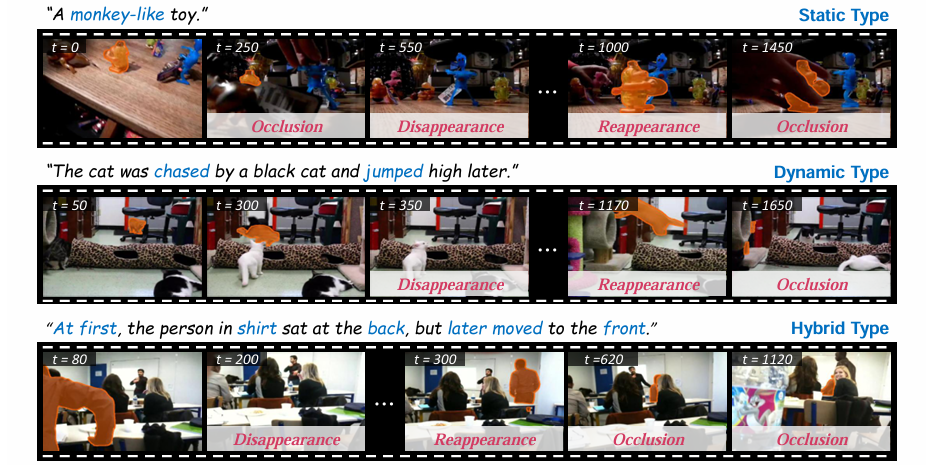 “A monkey-like toy.”
Static Type
t = 0
t = 250
t = 550
...
t = 1000
t = 1450
Occlusion
Disappearance
Reappearance
Occlusion
“The cat was chased by a black cat and jumped high later.”
Dynamic Type
t = 50
t = 300
t = 350
...
t = 1170
t = 1650
Disappearance
Reappearance
Occlusion
“At first, the person in shirt sat at the back, but later moved to the front.”
Hybrid Type
t = 80
t = 200
...
t = 300
t =620
t = 1120
Disappearance
Reappearance
Occlusion
Occlusion